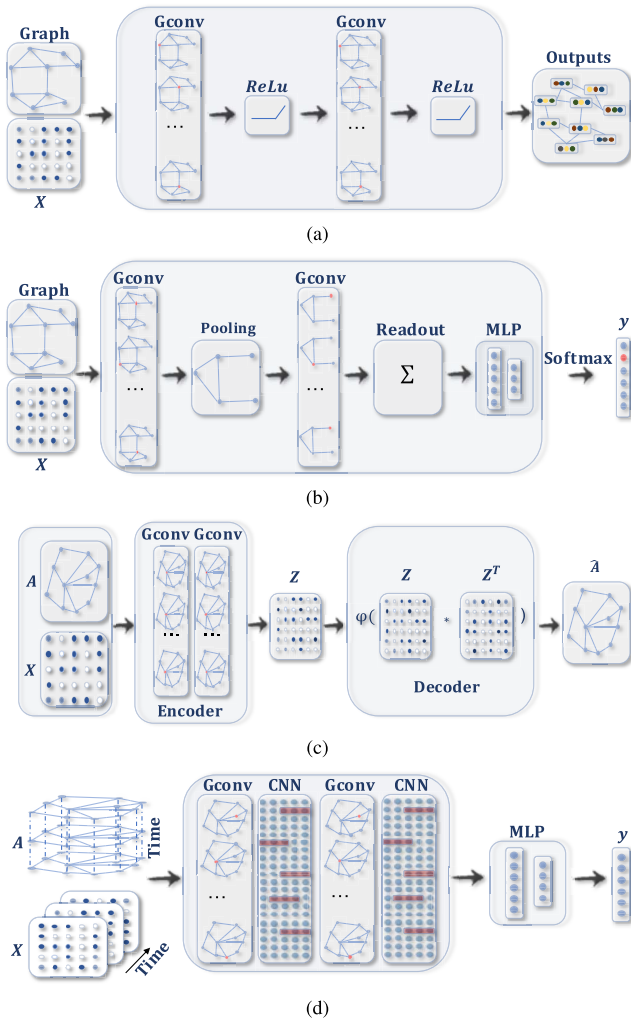 Gconv Gconv
Graph
ReLu ReLu Outputs
... ...
X
(a)
Gconv Gconv
Graph
Pooling Readout MLP y
Softmax
... Σ ...
X
(b)
Gconv Gconv
A Z Z Z^T Â
φ( * )
... ...
X
Encoder Decoder
(c)
Gconv CNN Gconv CNN
MLP y
A Time
... ...
X
Time
(d)